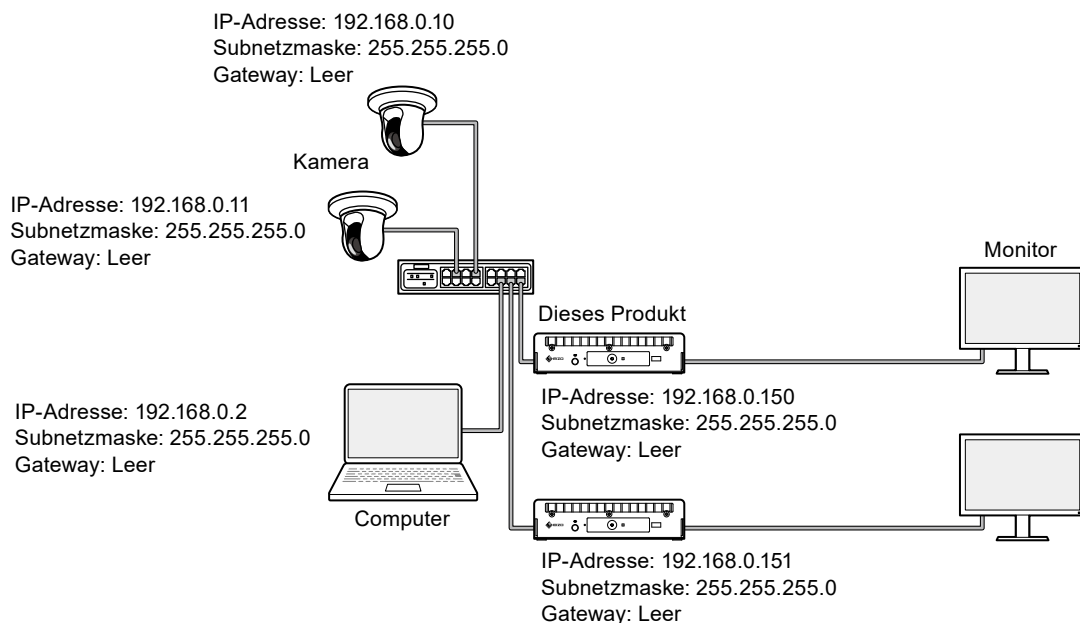 IP-Adresse: 192.168.0.10
Subnetzmaske: 255.255.255.0
Gateway: Leer
Kamera
IP-Adresse: 192.168.0.11
Subnetzmaske: 255.255.255.0
Gateway: Leer
Monitor
Dieses Produkt
EIZO
IP-Adresse: 192.168.0.150
Subnetzmaske: 255.255.255.0
Gateway: Leer
IP-Adresse: 192.168.0.2
Subnetzmaske: 255.255.255.0
Gateway: Leer
Computer
EIZO
IP-Adresse: 192.168.0.151
Subnetzmaske: 255.255.255.0
Gateway: Leer